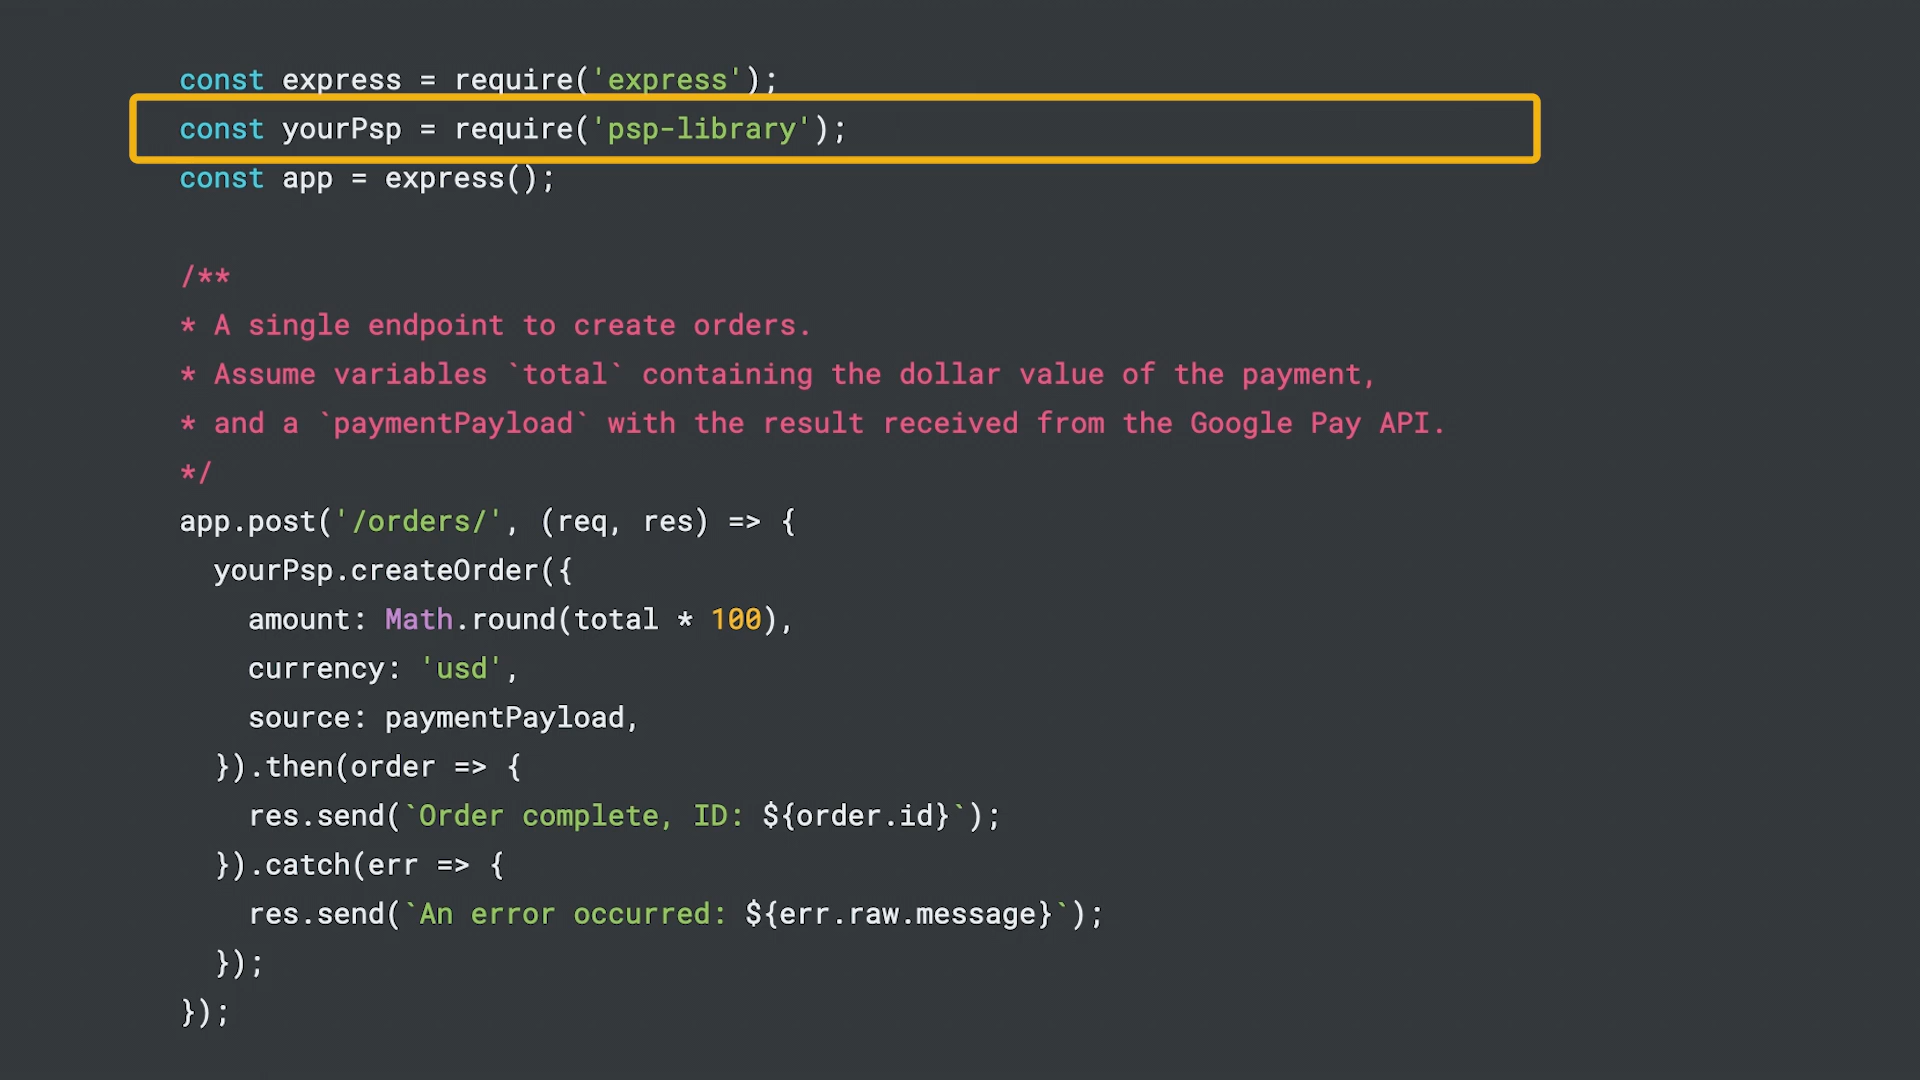 const express = require('express');
const yourPsp = require('psp-library');
const app = express();
/**
* A single endpoint to create orders.
* Assume variables `total` containing the dollar value of the payment,
* and a `paymentPayload` with the result received from the Google Pay API.
*/
app.post('/orders/', (req, res) => {
  yourPsp.createOrder({
    amount: Math.round(total * 100),
    currency: 'usd',
    source: paymentPayload,
  }).then(order => {
    res.send(`Order complete, ID: ${order.id}`);
  }).catch(err => {
    res.send(`An error occurred: ${err.raw.message}`);
  });
});